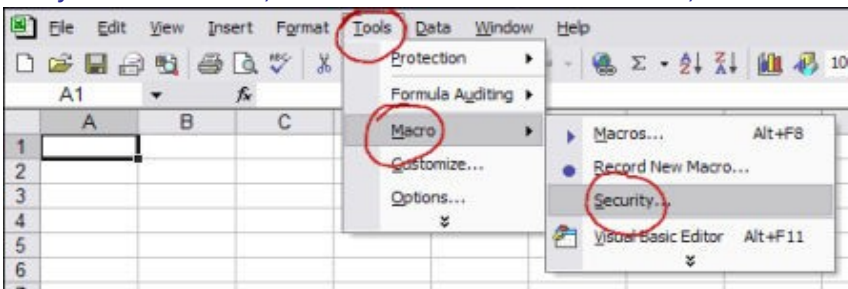 File Edit View Insert Format Tools Data Window Help
Σ A↓Z Z↓A 10
A1 fx
Protection
Formula Auditing
A B C
Macro
Macros... Alt+F8
1
Customize...
Record New Macro...
2
Options...
Security...
3
4
Visual Basic Editor Alt+F11
5
6